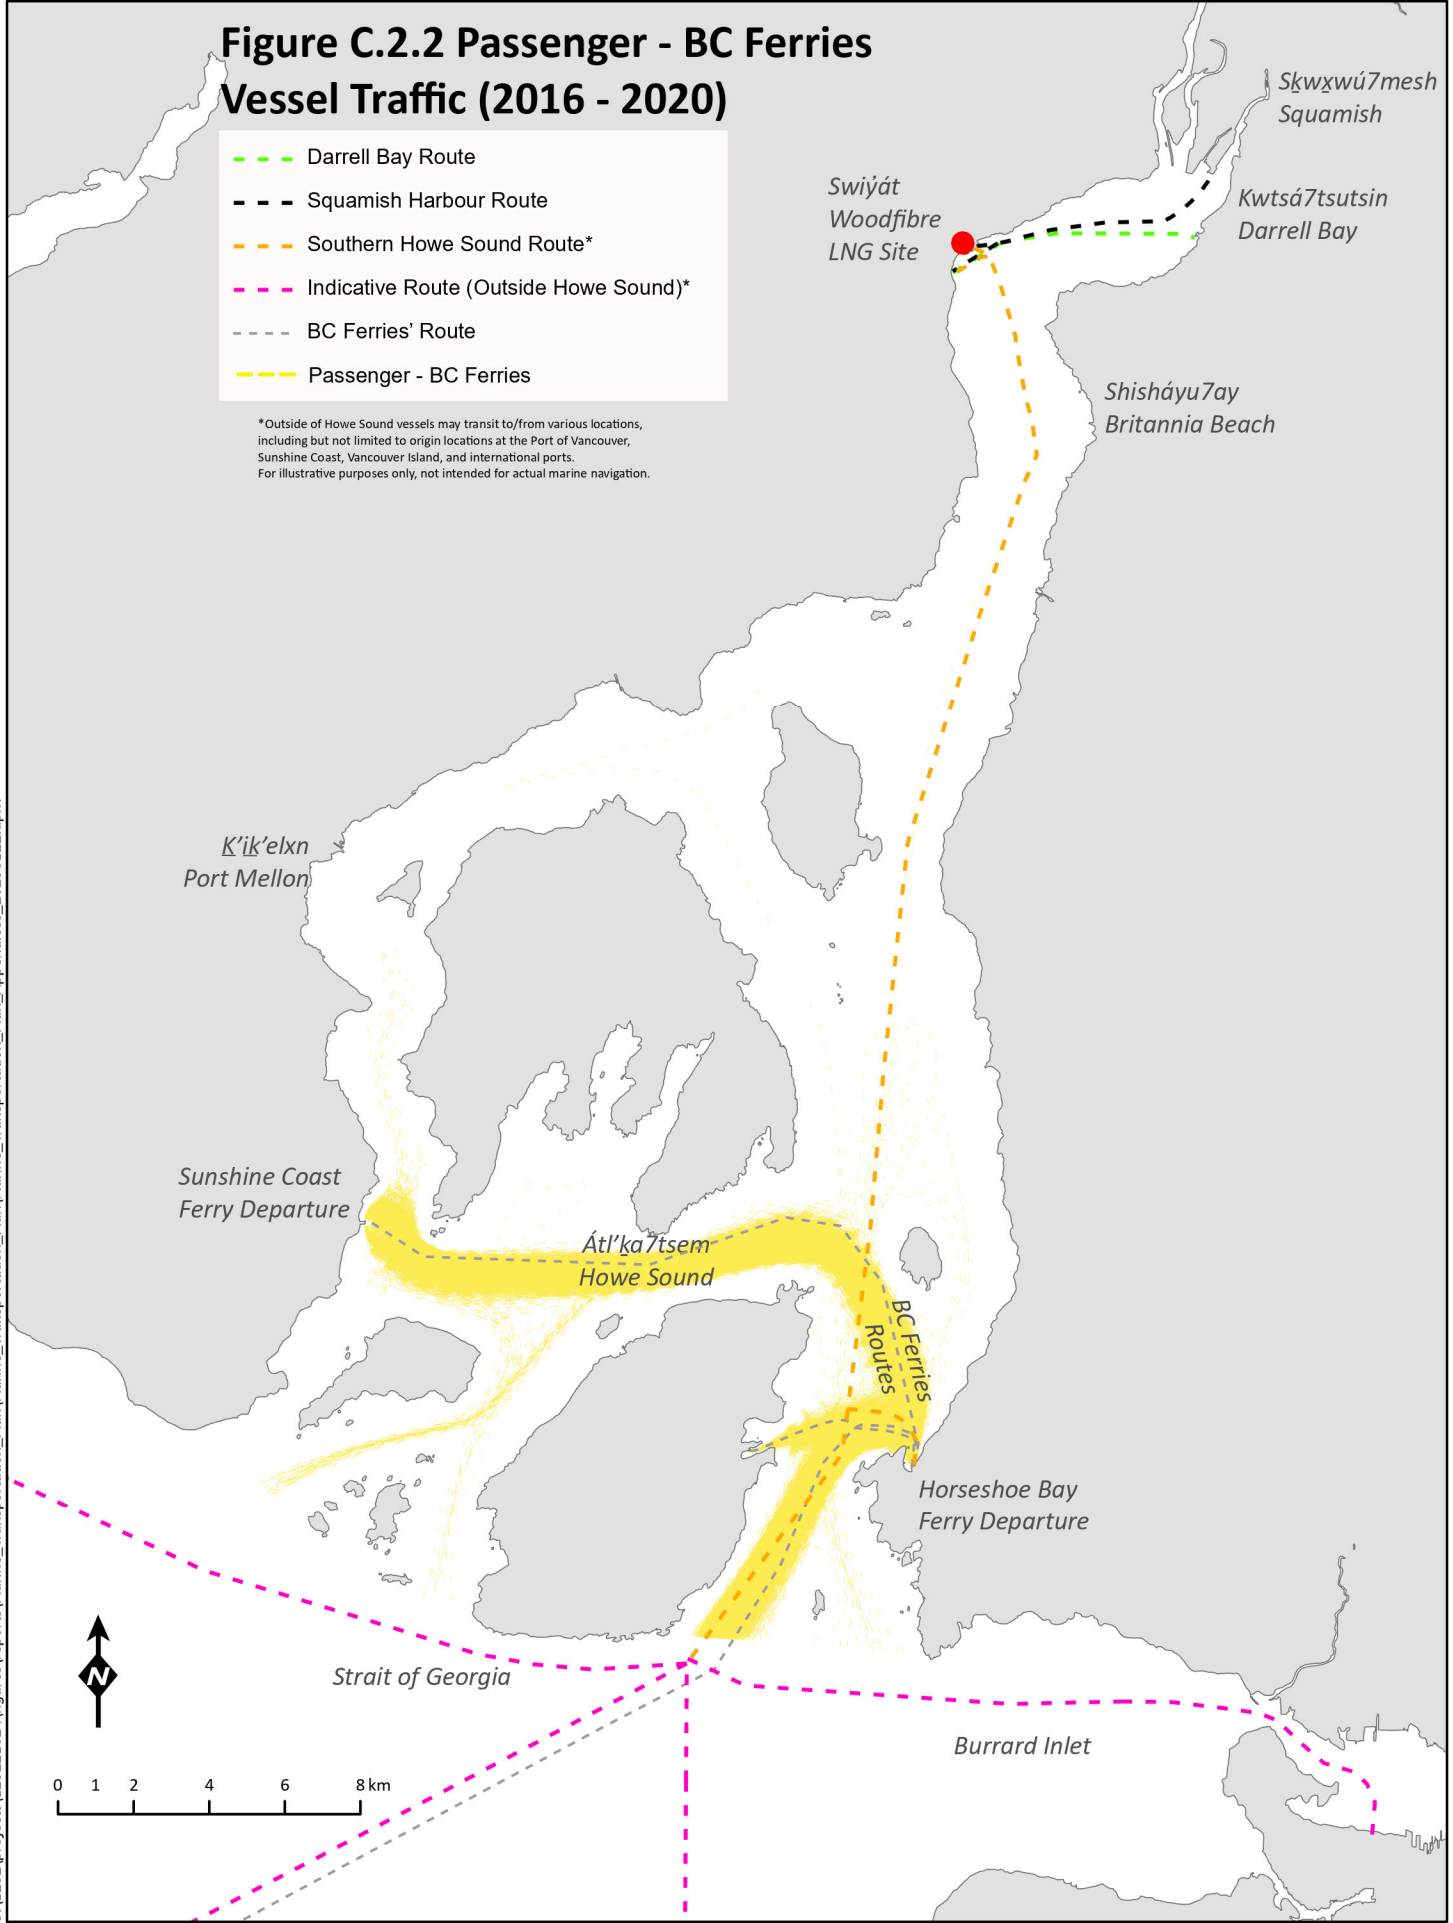 Figure C.2.2 Passenger - BC Ferries
Vessel Traffic (2016 - 2020)
Darrell Bay Route
Squamish Harbour Route
Southern Howe Sound Route*
Indicative Route (Outside Howe Sound)*
BC Ferries’ Route
Passenger - BC Ferries
*Outside of Howe Sound vessels may transit to/from various locations,
including but not limited to origin locations at the Port of Vancouver,
Sunshine Coast, Vancouver Island, and international ports.
For illustrative purposes only, not intended for actual marine navigation.
Sḵwx̱wú7mesh
Squamish
Swiy̓át
Woodfibre
LNG Site
Kwtsá7tsutsin
Darrell Bay
Shisháyu7ay
Britannia Beach
Ḵ’iḵ’elxn
Port Mellon
Sunshine Coast
Ferry Departure
Átl’ḵa7tsem
Howe Sound
BC Ferries
Routes
Horseshoe Bay
Ferry Departure
Strait of Georgia
Burrard Inlet
N
0 1 2 4 6 8 km